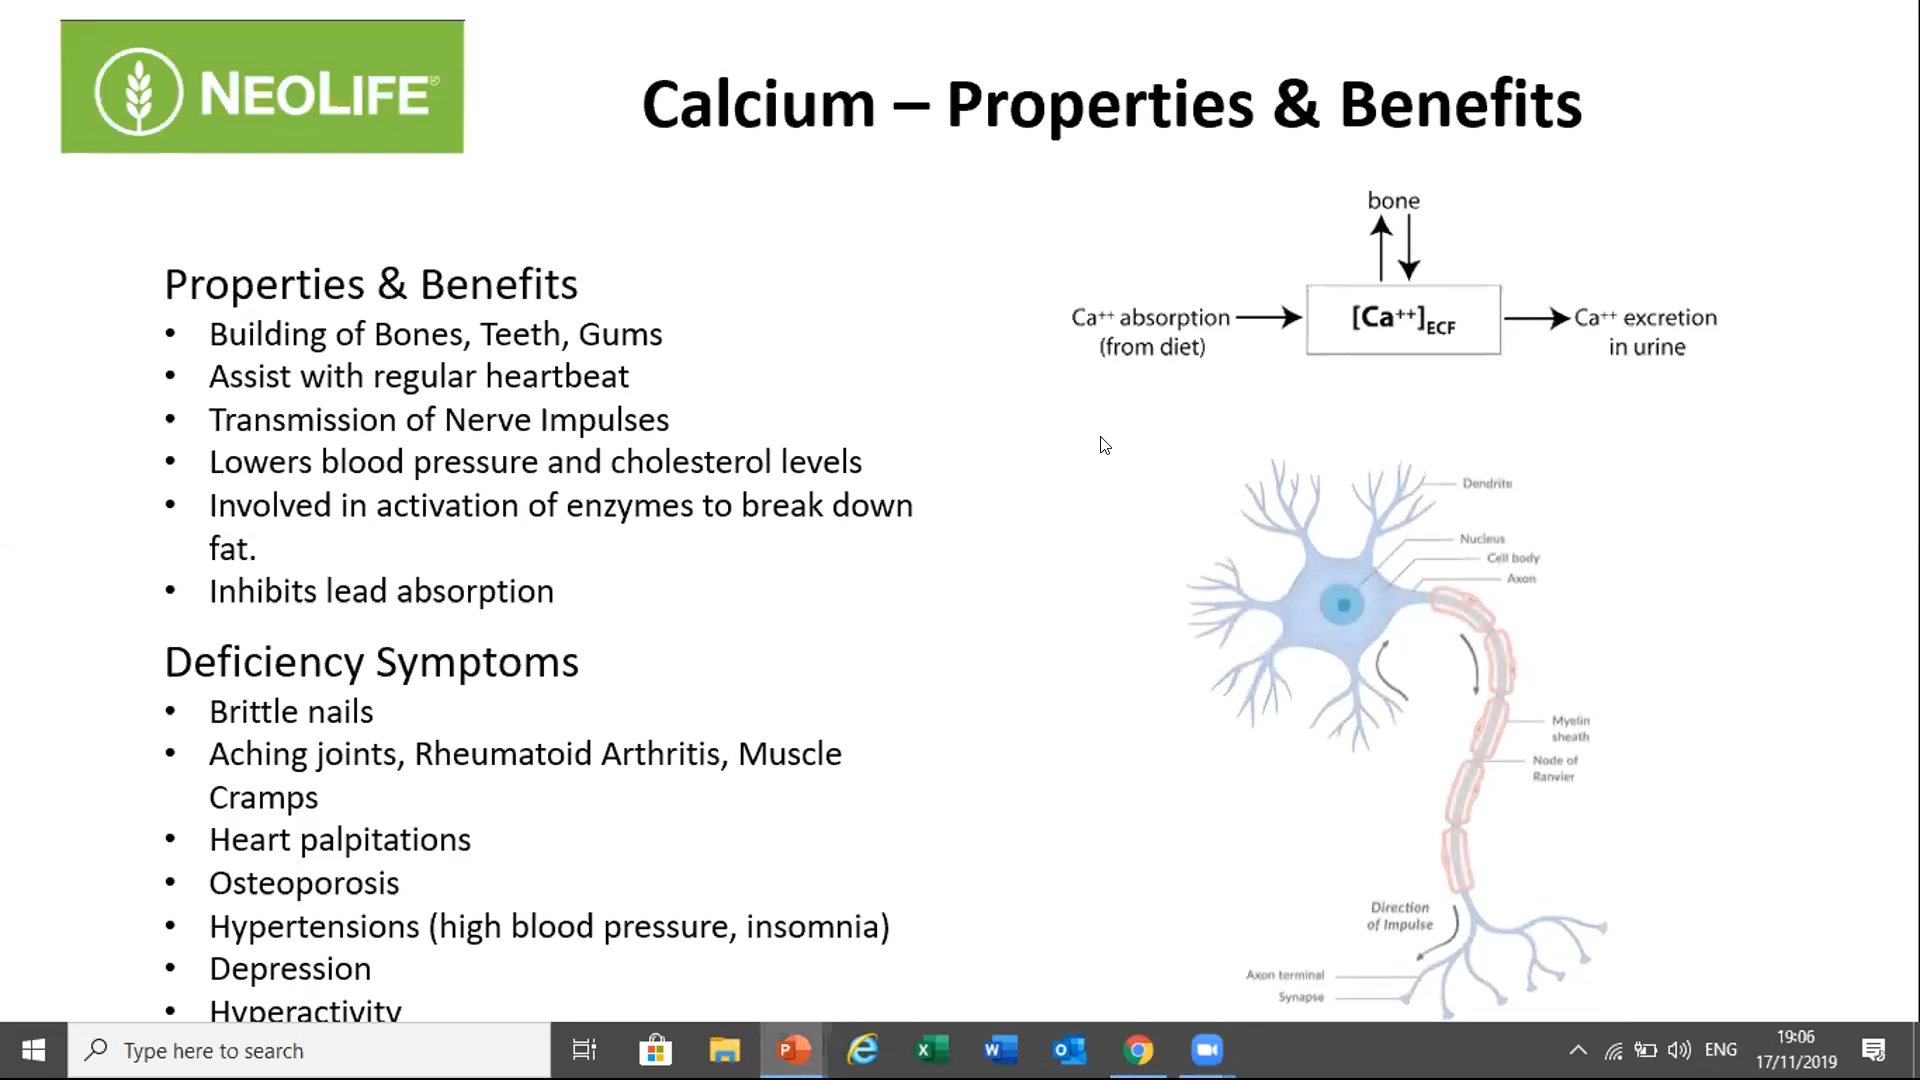 NEOLIFE®
Calcium – Properties & Benefits
bone
Ca++ absorption
(from diet)
[Ca++]ECF
Ca++ excretion
in urine
Properties & Benefits
• Building of Bones, Teeth, Gums
• Assist with regular heartbeat
• Transmission of Nerve Impulses
• Lowers blood pressure and cholesterol levels
• Involved in activation of enzymes to break down
fat.
• Inhibits lead absorption
Deficiency Symptoms
• Brittle nails
• Aching joints, Rheumatoid Arthritis, Muscle
Cramps
• Heart palpitations
• Osteoporosis
• Hypertensions (high blood pressure, insomnia)
• Depression
• Hyperactivity
Dendrite
Nucleus
Cell body
Axon
Myelin
sheath
Node of
Ranvier
Direction
of Impulse
Axon terminal
Synapse
Type here to search
ENG
19:06
17/11/2019